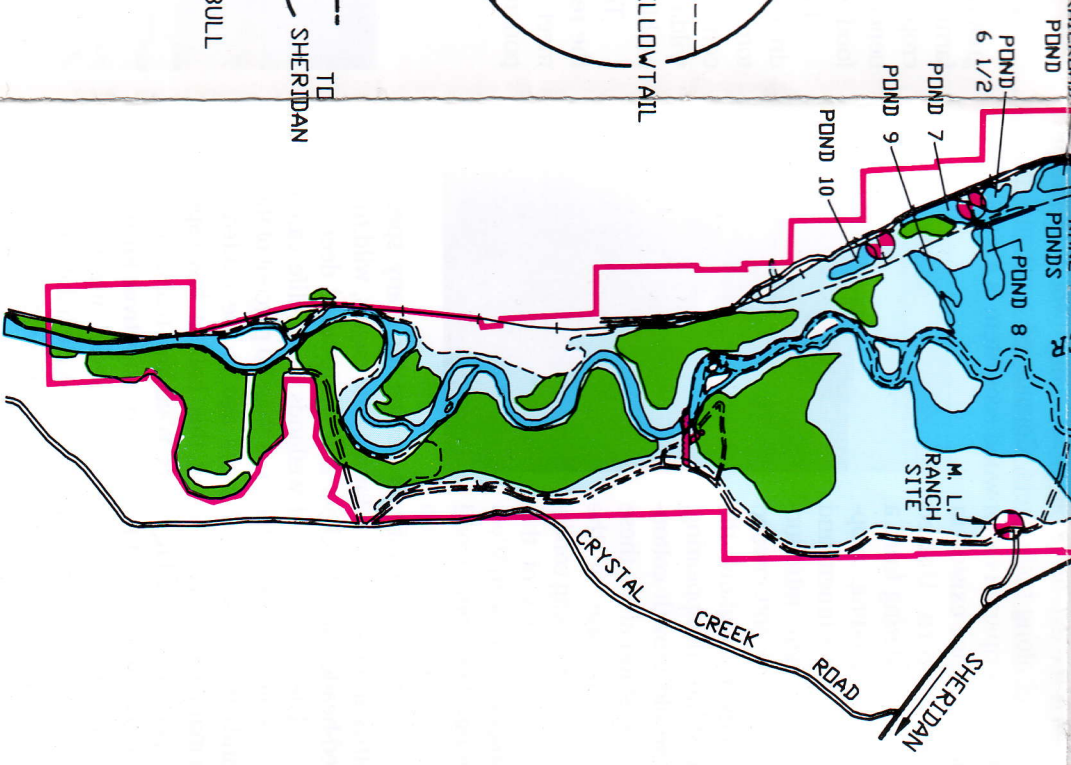 BULL
TO
SHERIDAN
ELLOWTAIL
POND
POND
6 1/2
POND 7
POND 9
POND 10
PONDS
POND 8
R
M. L.
RANCH
SITE
CRYSTAL
CREEK
ROAD
SHERIDAN